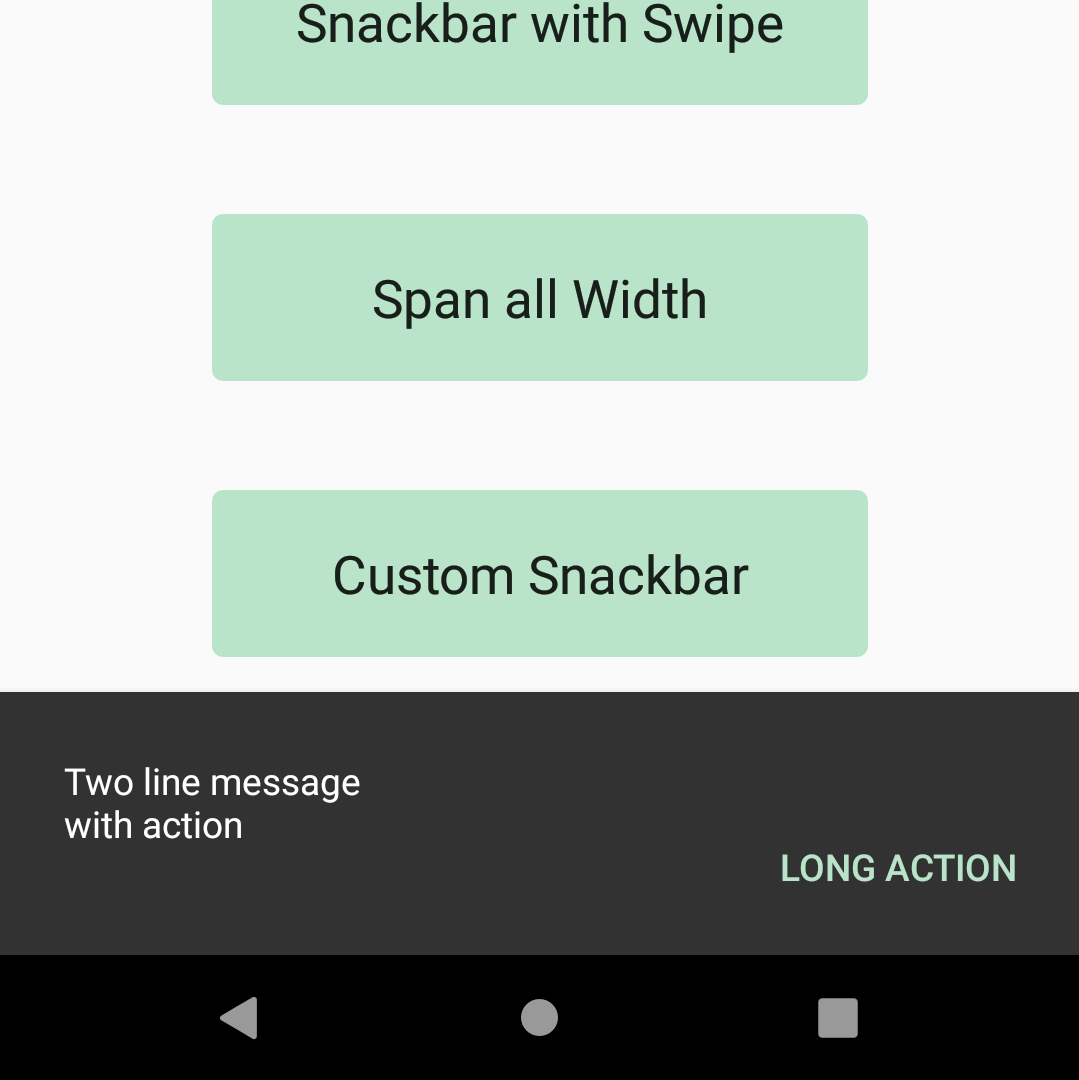 Snackbar with Swipe
Span all Width
Custom Snackbar
Two line message
with action
LONG ACTION